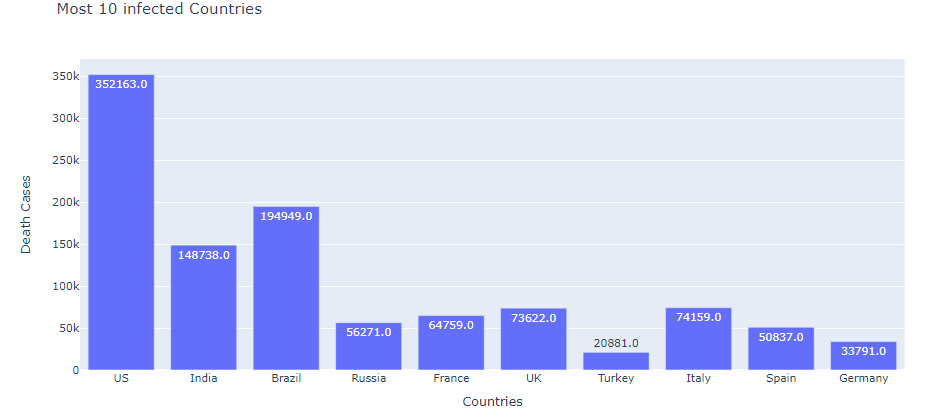 Most 10 infected Countries
350k
300k
250k
200k
150k
100k
50k
0
Death Cases
352163.0
148738.0
194949.0
56271.0
64759.0
73622.0
20881.0
74159.0
50837.0
33791.0
US
India
Brazil
Russia
France
UK
Turkey
Italy
Spain
Germany
Countries